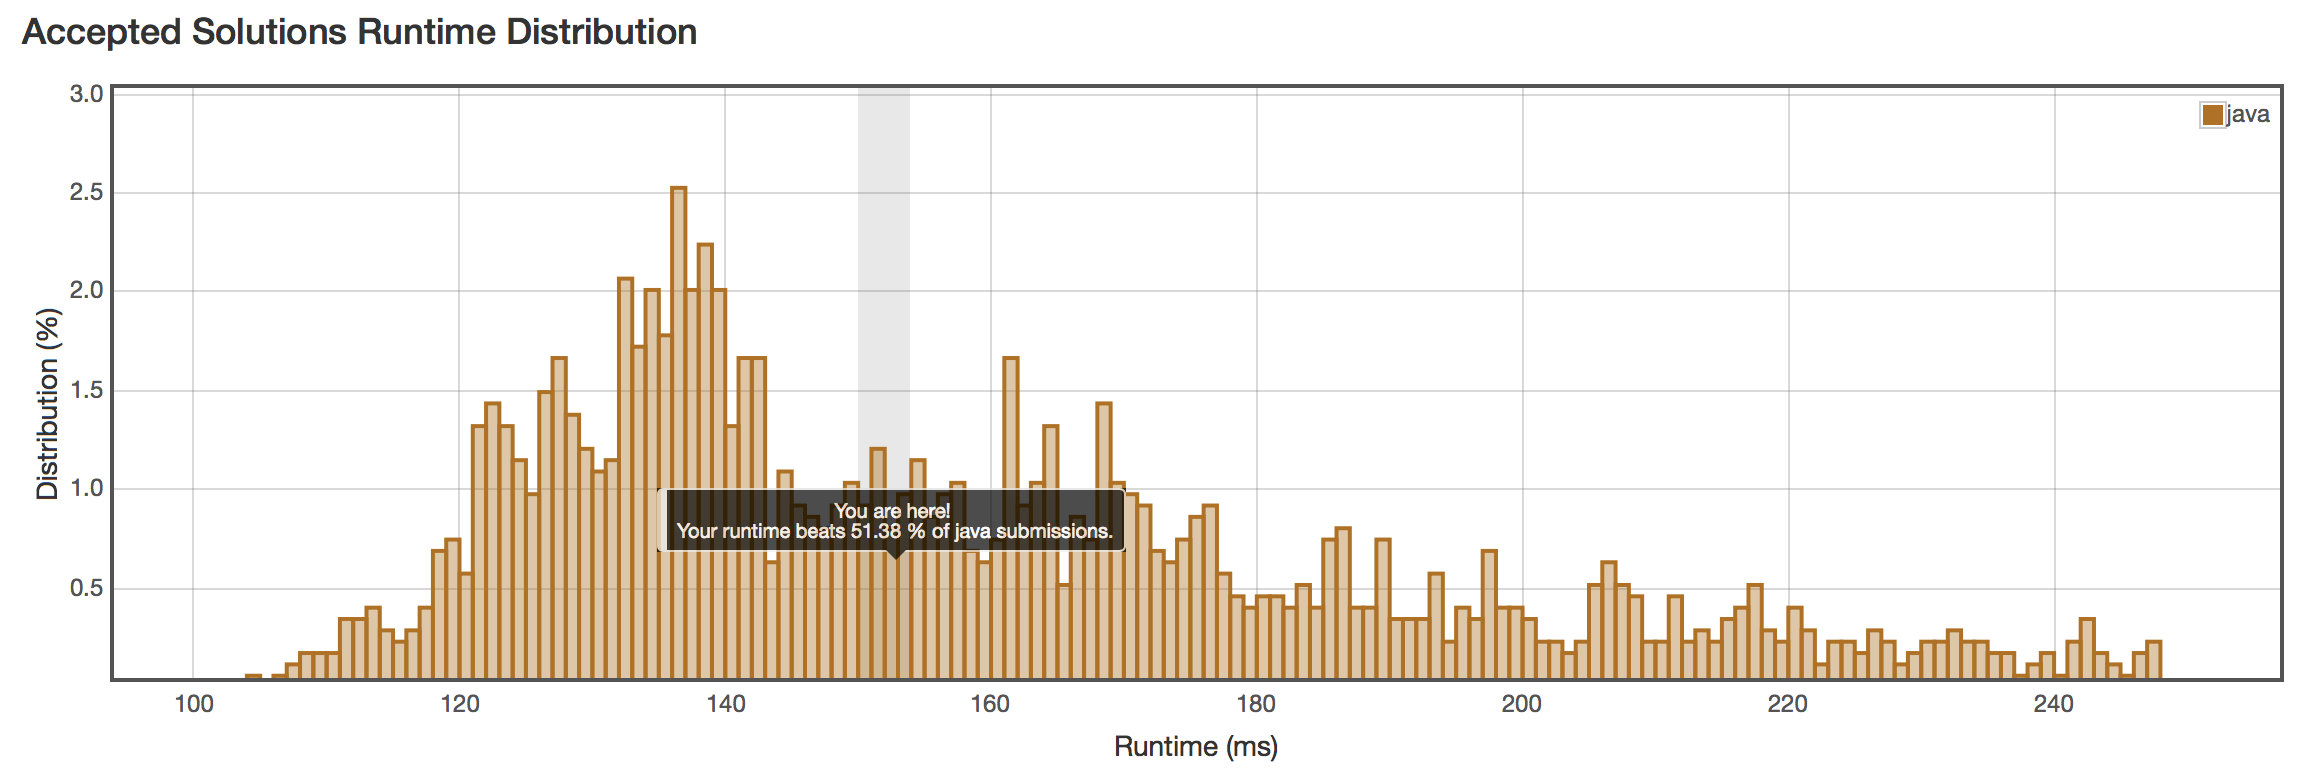 Accepted Solutions Runtime Distribution
3.0
2.5
2.0
1.5
1.0
0.5
Distribution (%)
java
You are here!
Your runtime beats 51.38 % of java submissions.
100 120 140 160 180 200 220 240
Runtime (ms)